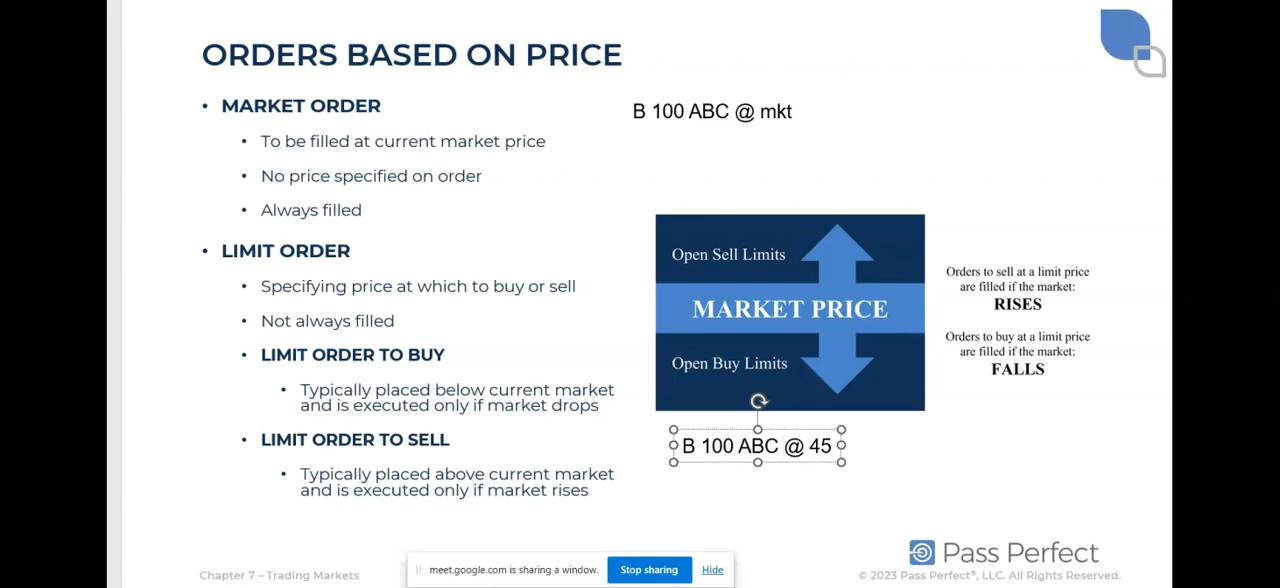 ORDERS BASED ON PRICE
• MARKET ORDER
• To be filled at current market price
• No price specified on order
• Always filled
• LIMIT ORDER
• Specifying price at which to buy or sell
• Not always filled
• LIMIT ORDER TO BUY
• Typically placed below current market
and is executed only if market drops
• LIMIT ORDER TO SELL
• Typically placed above current market
and is executed only if market rises
B 100 ABC @ mkt
Open Sell Limits
MARKET PRICE
Open Buy Limits
Orders to sell at a limit price
are filled if the market:
RISES
Orders to buy at a limit price
are filled if the market:
FALLS
B 100 ABC @ 45
Pass Perfect
Chapter 7 – Trading Markets
meet.google.com is sharing a window.
Stop sharing
Hide
© 2023 Pass Perfect®, LLC. All Rights Reserved.